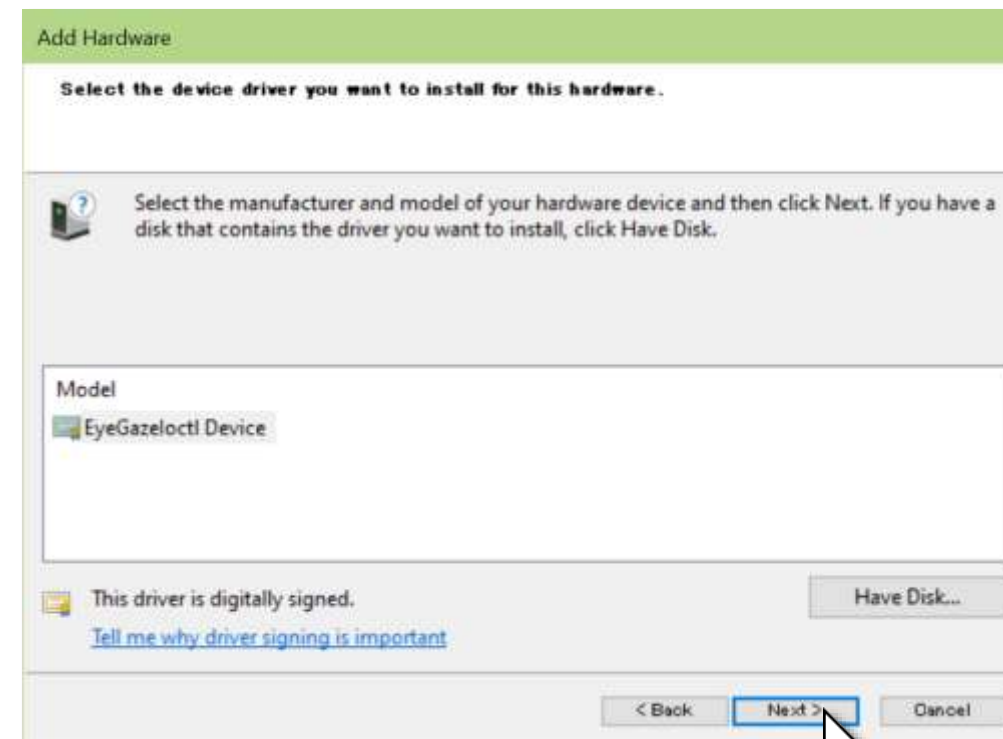 Add Hardware
Select the device driver you want to install for this hardware.
Select the manufacturer and model of your hardware device and then click Next. If you have a
disk that contains the driver you want to install, click Have Disk.
Model
EyeGazeIoctl Device
This driver is digitally signed.
Have Disk...
Tell me why driver signing is important
< Back
Next >
Cancel